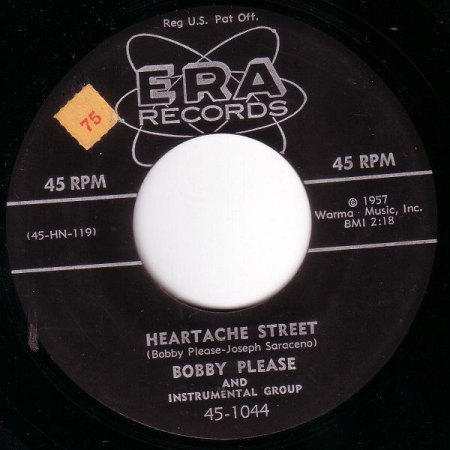 Reg U.S. Pat Off.
ERA
RECORDS
75
45 RPM
45 RPM
(45-HN-119)
© 1957
Warma Music, Inc.
BMI 2:18
HEARTACHE STREET
(Bobby Please-Joseph Saraceno)
BOBBY PLEASE
AND
INSTRUMENTAL GROUP
45-1044